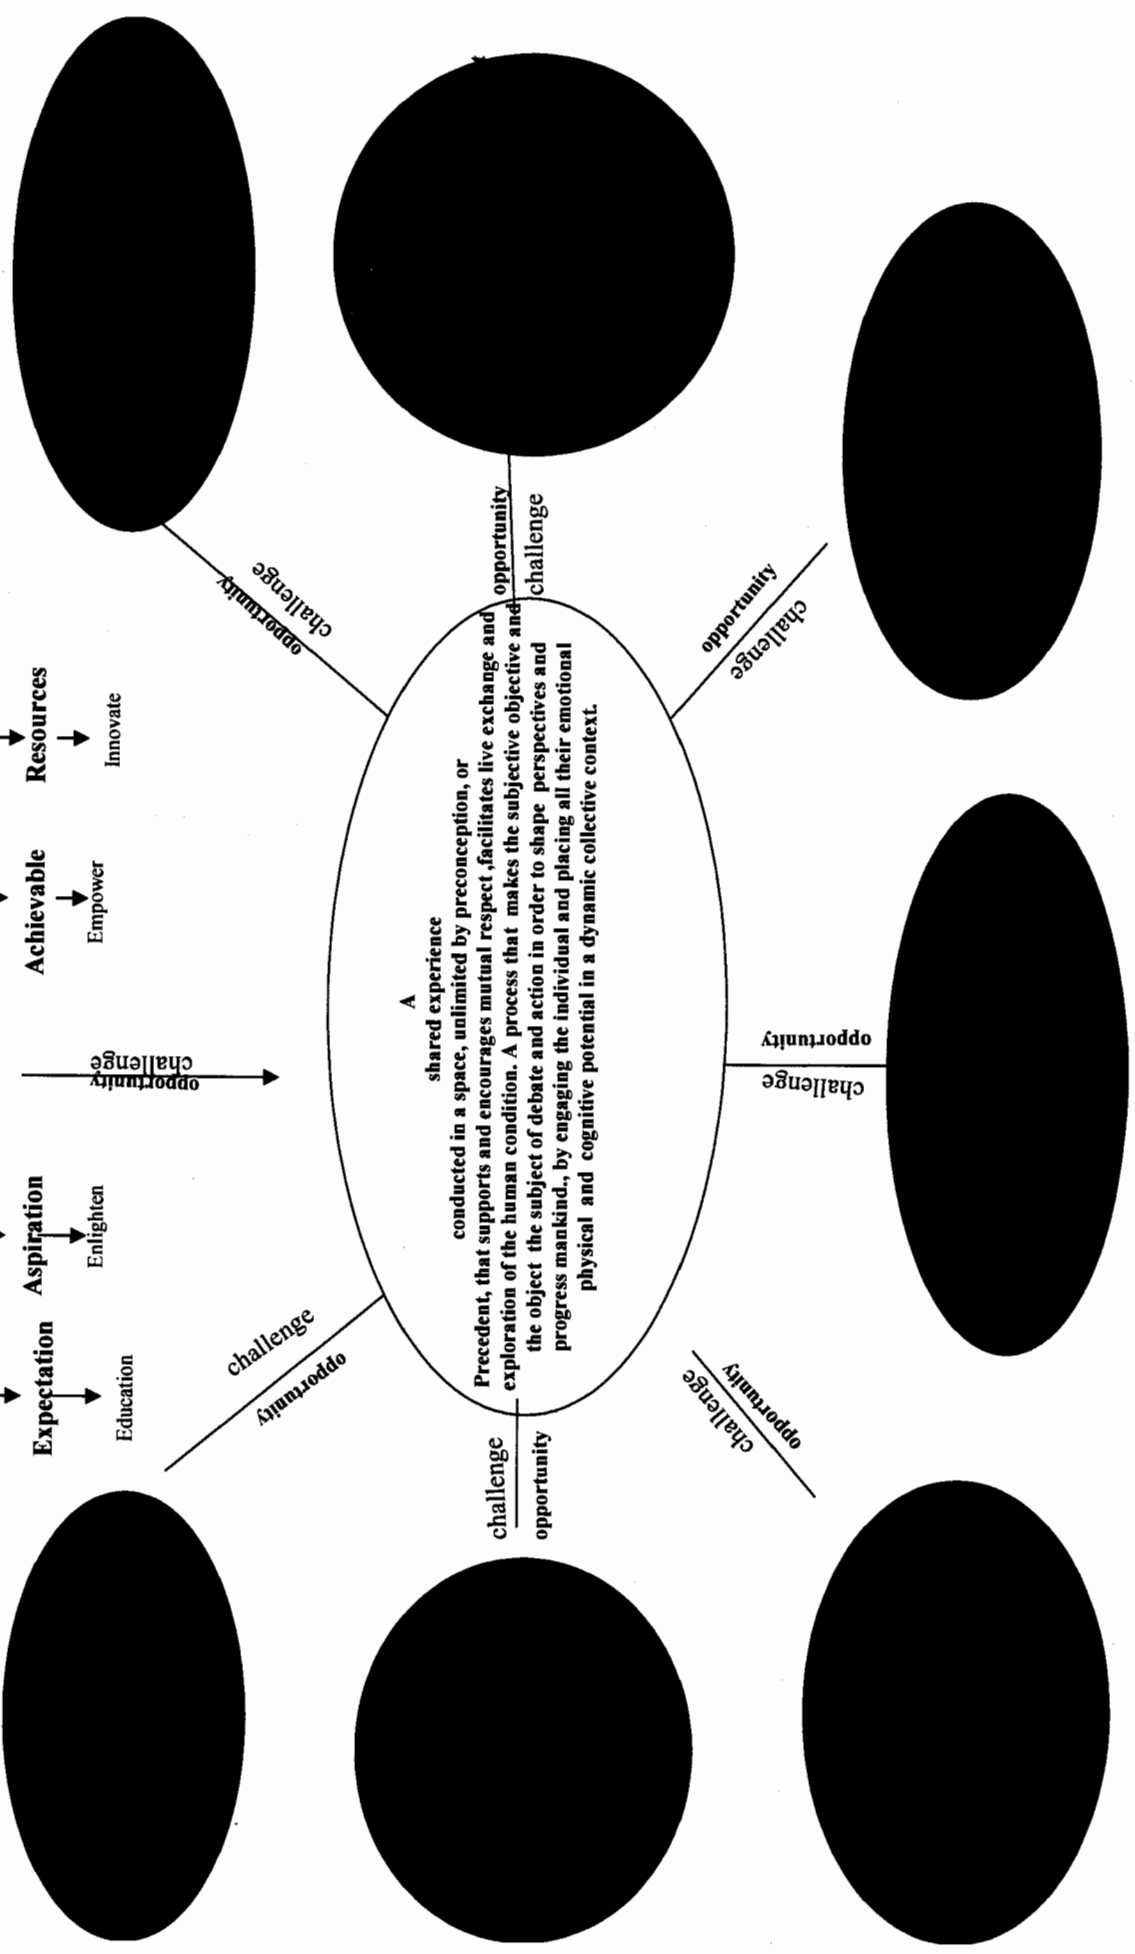 Expectation
Education
Aspiration
Enlighten
challenge
opportunity
Achievable
Empower
Resources
Innovate
challenge
opportunity
challenge
opportunity
A
shared experience
conducted in a space, unlimited by preconception, or
Precedent, that supports and encourages mutual respect ,facilitates live exchange and
exploration of the human condition. A process that makes the subjective objective and
the object the subject of debate and action in order to shape perspectives and
progress mankind., by engaging the individual and placing all their emotional
physical and cognitive potential in a dynamic collective context.
challenge
opportunity
opportunity
challenge
challenge
opportunity
challenge
opportunity
opportunity
challenge